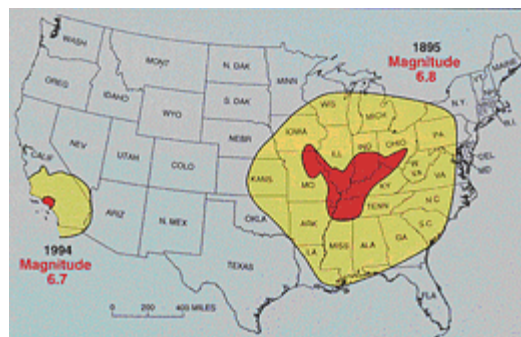 WASH
MONT
N. DAK
MINN
OREG
IDAHO
S. DAK
WYO
WIS
MICH
N.Y.
VT
MAINE
1895
Magnitude
6.8
CALIF
NEV
UTAH
COLO
NEBR
IOWA
ILL
IND
OHIO
PA
DEL
MD
KANS
MO
KY
W.
VA
VA
ARIZ
N. MEX
OKLA
ARK
TENN
N.C.
S.C.
TEXAS
LA
MISS
ALA
GA
FLA
1994
Magnitude
6.7
0 200 400 MILES